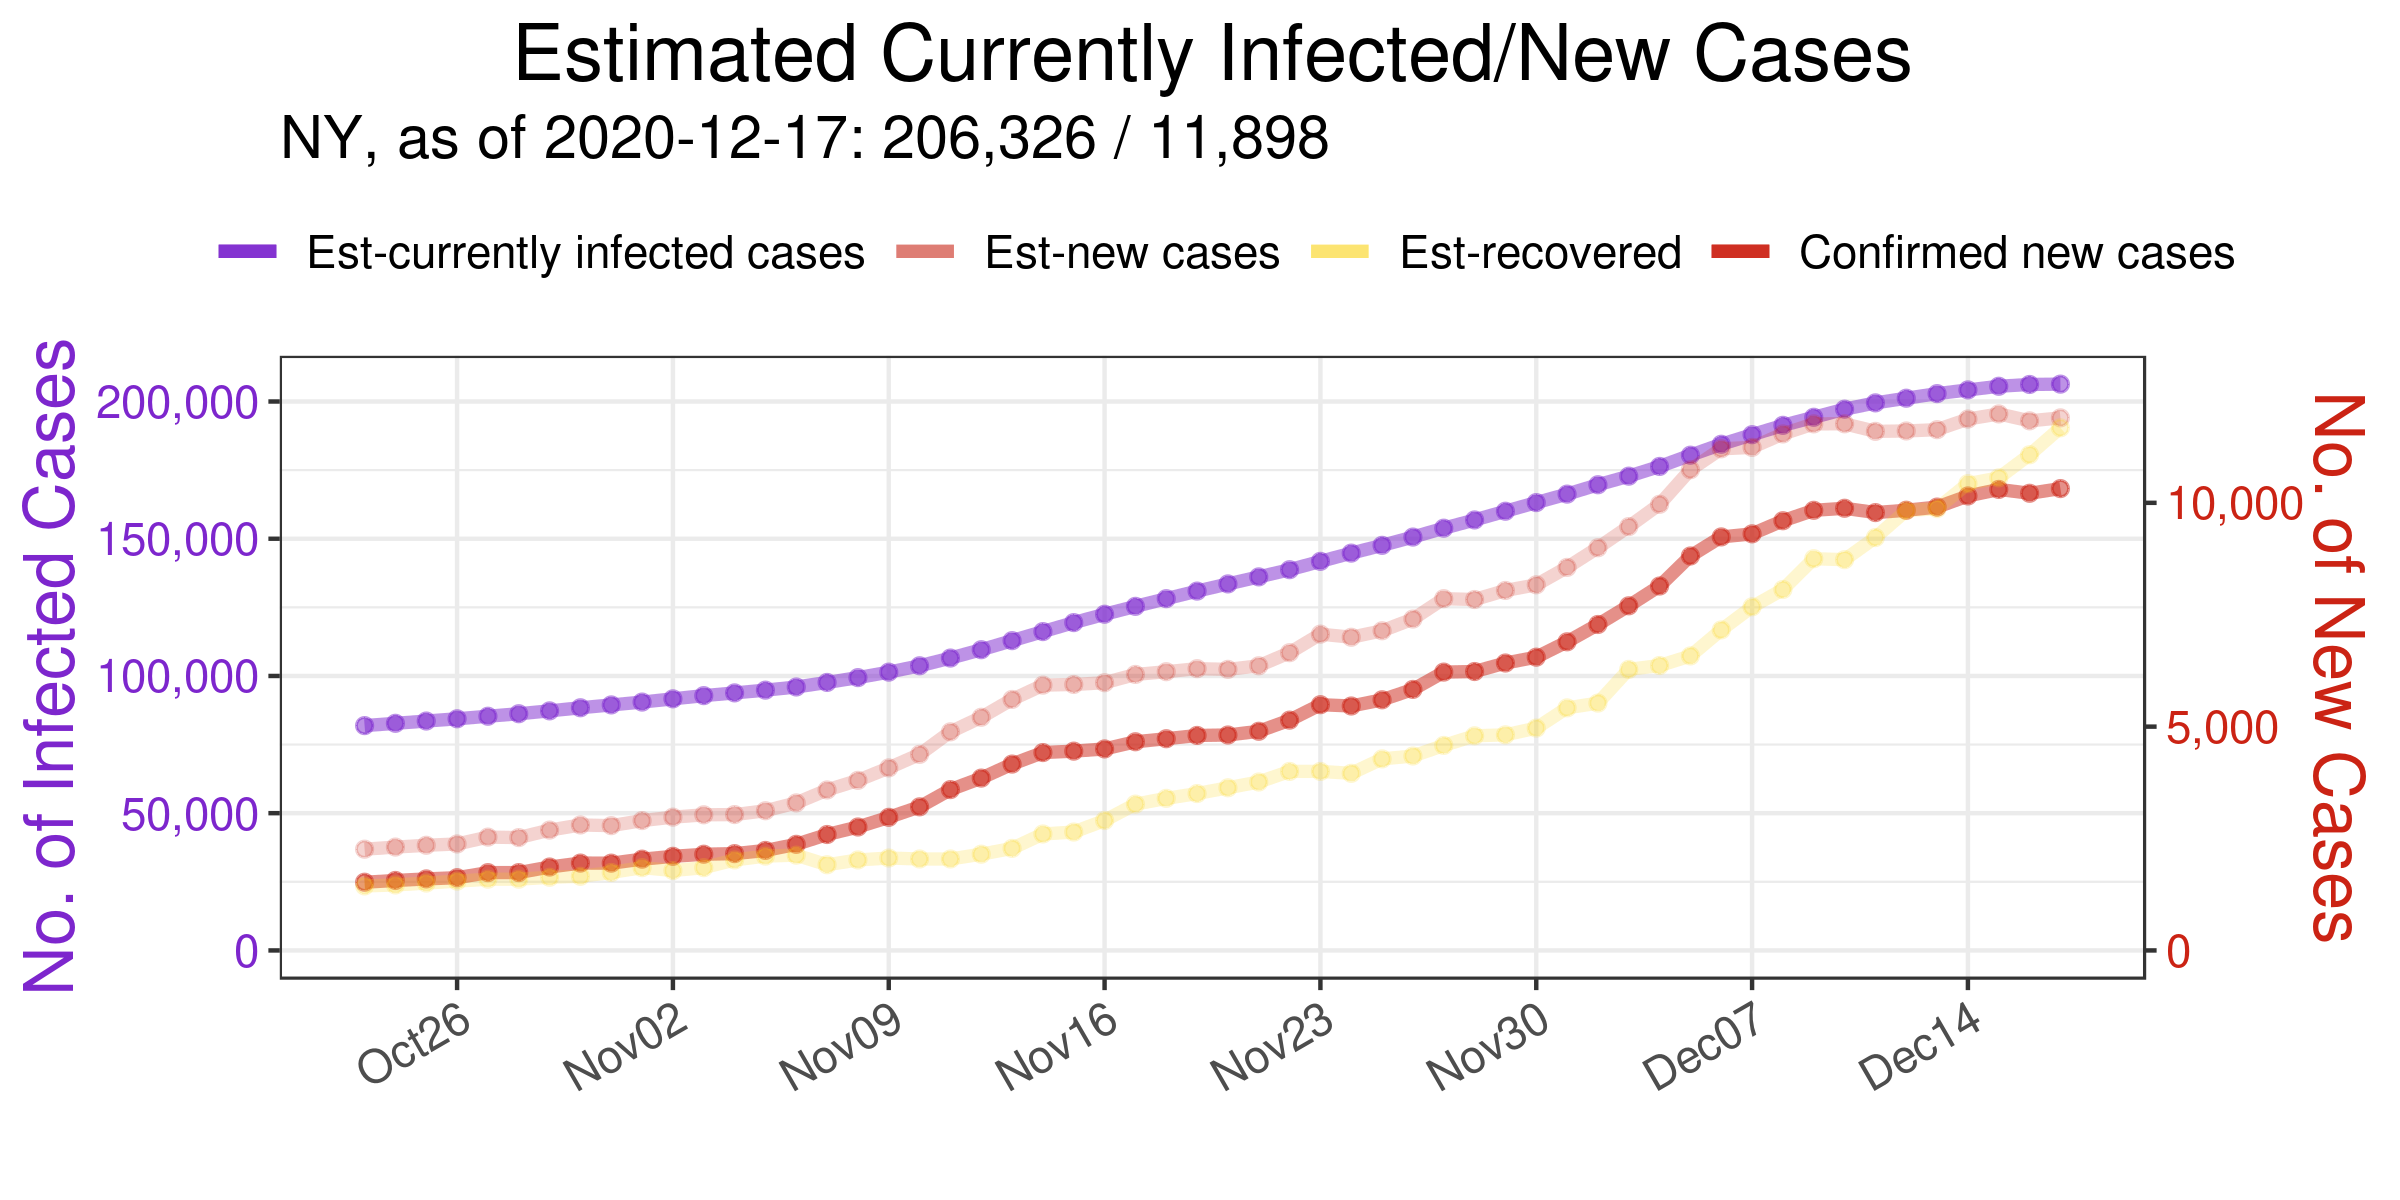 Estimated Currently Infected/New Cases
NY, as of 2020-12-17: 206,326 / 11,898
Est-currently infected cases Est-new cases Est-recovered Confirmed new cases
No. of Infected Cases
200,000
150,000
100,000
50,000
0
No. of New Cases
10,000
5,000
0
Oct26 Nov02 Nov09 Nov16 Nov23 Nov30 Dec07 Dec14